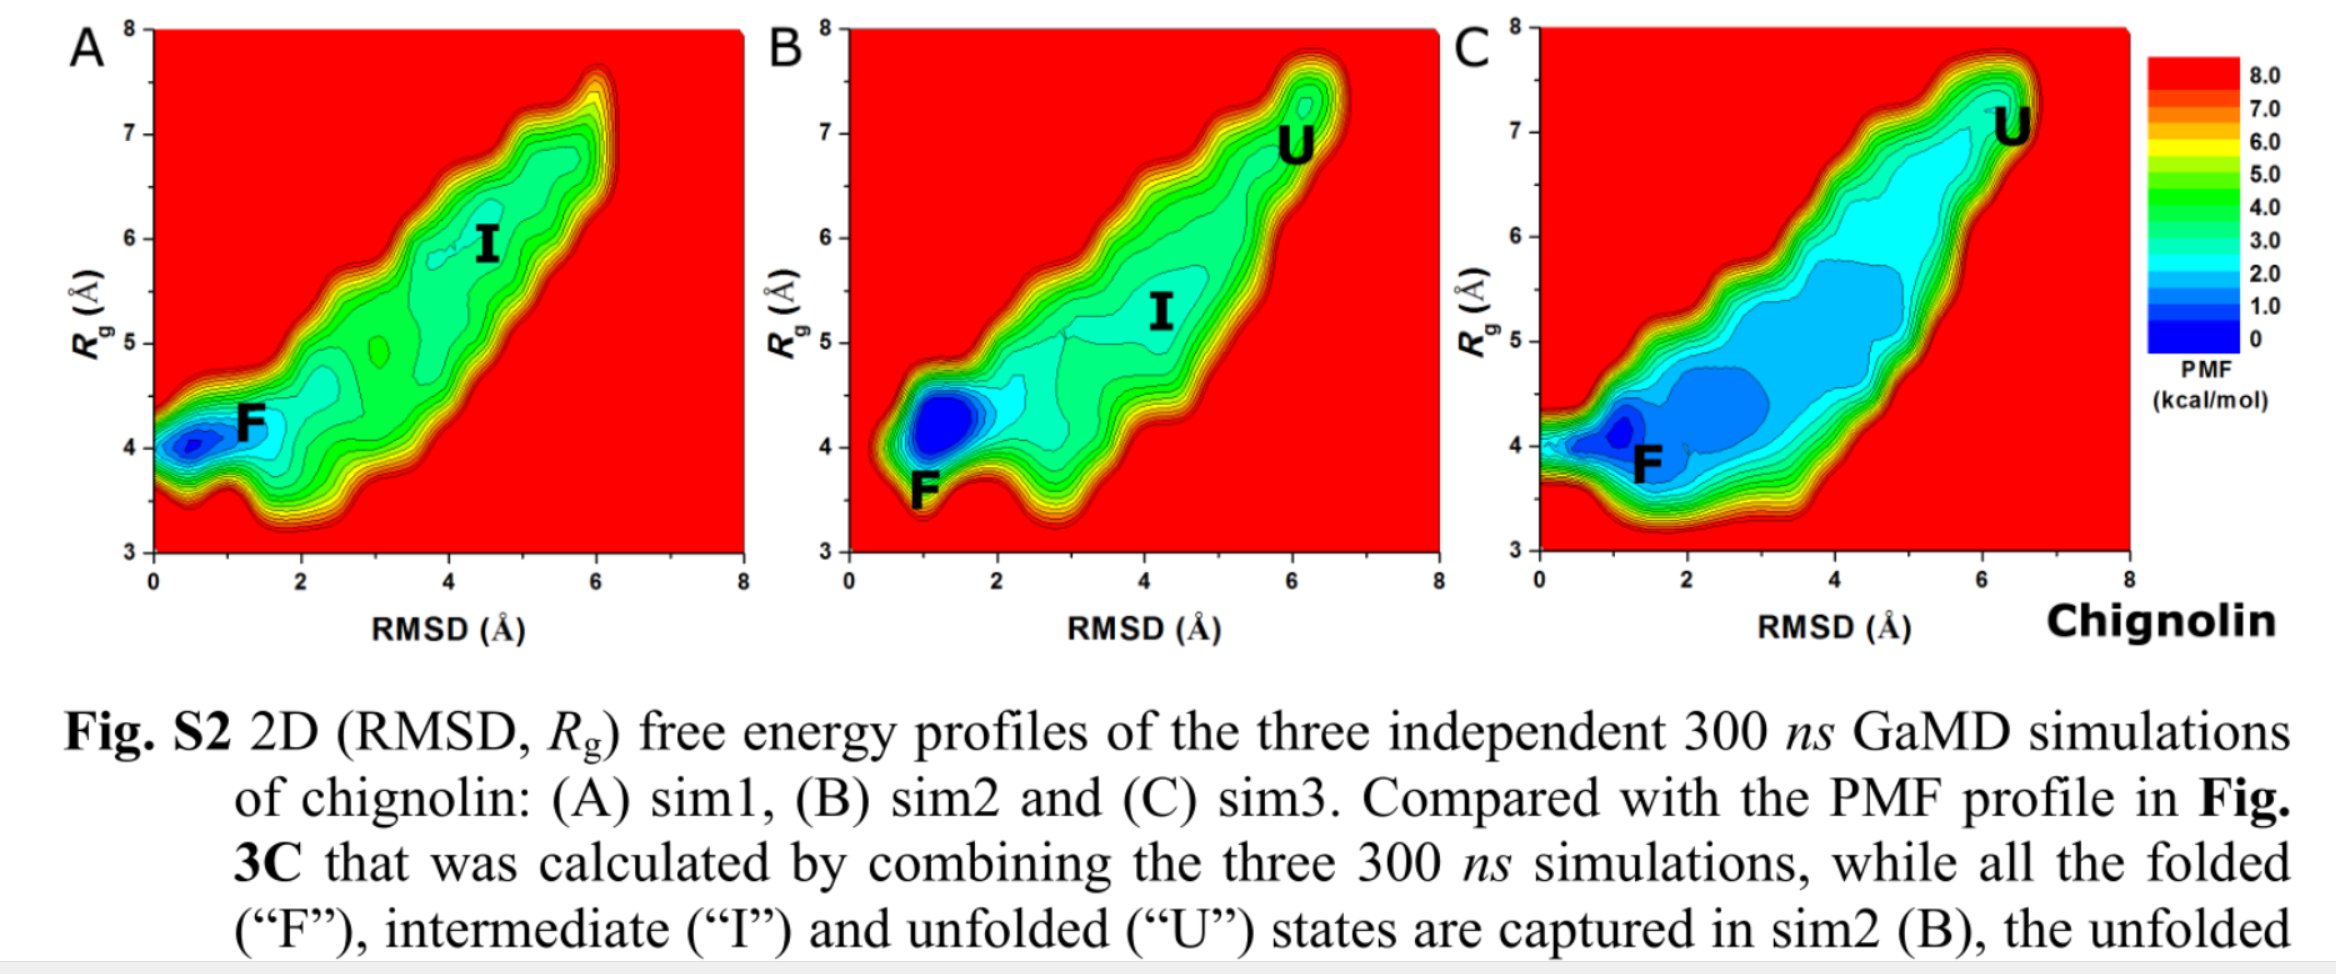 A
B
C
8
7
6
5
4
3
Rg (Å)
F
I
0 2 4 6 8
RMSD (Å)
8
7
6
5
4
3
Rg (Å)
F
I
U
0 2 4 6 8
RMSD (Å)
8
7
6
5
4
3
Rg (Å)
F
U
0 2 4 6 8
RMSD (Å)
8.0
7.0
6.0
5.0
4.0
3.0
2.0
1.0
0
PMF
(kcal/mol)
Chignolin
Fig. S2 2D (RMSD, Rg) free energy profiles of the three independent 300 ns GaMD simulations
of chignolin: (A) sim1, (B) sim2 and (C) sim3. Compared with the PMF profile in Fig.
3C that was calculated by combining the three 300 ns simulations, while all the folded
(“F”), intermediate (“I”) and unfolded (“U”) states are captured in sim2 (B), the unfolded